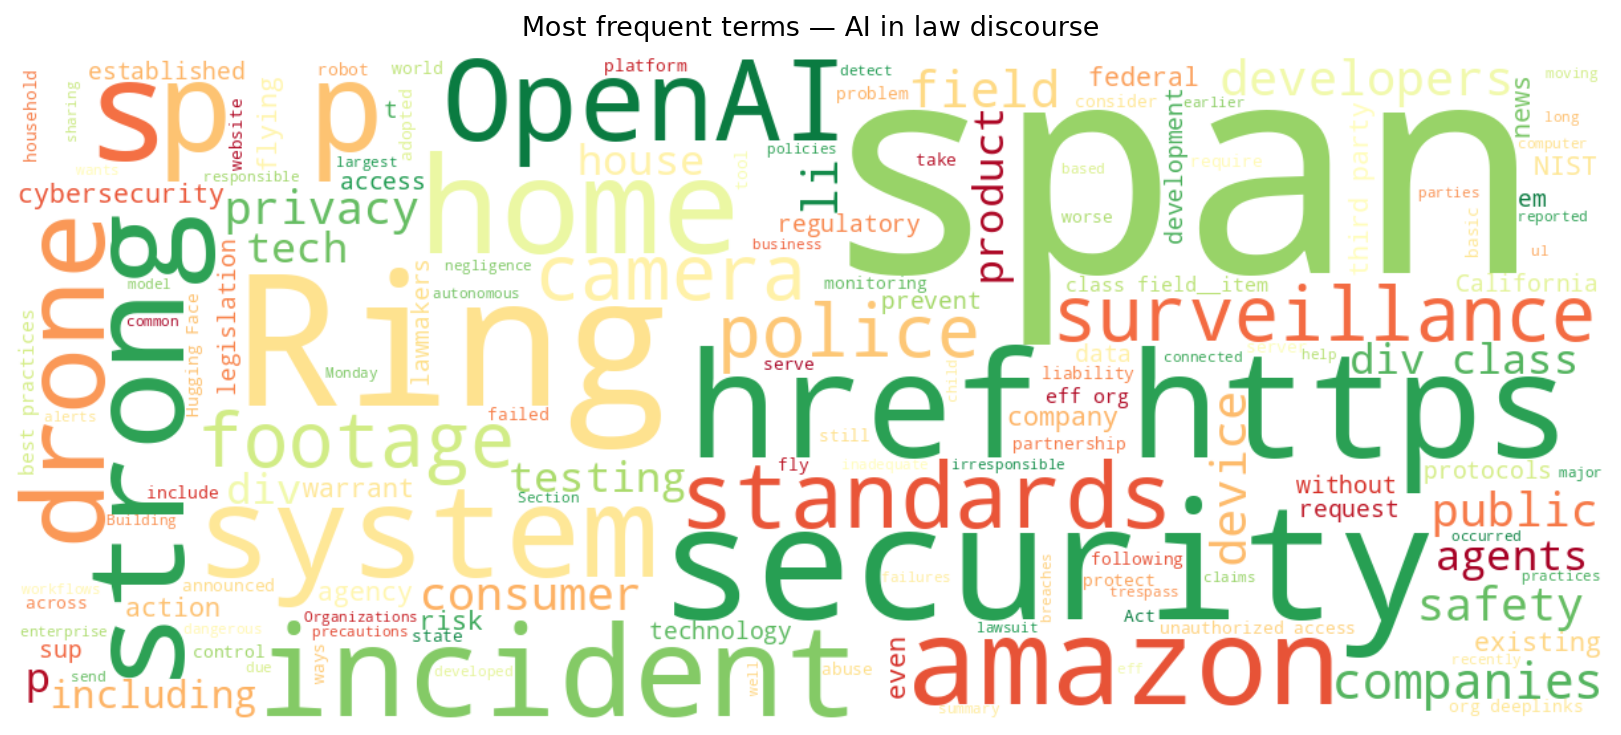 Most frequent terms — AI in law discourse
household
sharing
established
sp
p
website
flying
robot
t
adopted
world
OpenAI
platform
detect
problem
field
consider
federal
earlier
developers
news
moving
long
computer
NIST
wants
responsible
largest
access
policies
house
tool
home
li
take
product
span
based
development
require
third party
parties
basic
em
reported
ul
cybersecurity
privacy
tech
regulatory
business
worse
drone
strong
model
common
Hugging Face
legislation
Ring
negligence
autonomous
lawmakers
camera
monitoring
prevent
class field__item
California
surveillance
police
best practices
Monday
serve
child
data
liability
eff org
connected
help
div class
href https
company
partnership
alerts
failed
still
footage
device
testing
fly
inadequate
irresponsible
protocols
major
include
div
warrant
Section
standards
without
request
public
Building
system
security
occurred
agents
practices
workflows
across
announced
action
agency
consumer
failures
breaches
following
protect
trespass
claims
safety
enterprise
sup
dangerous
Organizations
precautions
risk
state
technology
lawsuit
Act
unauthorized access
existing
recently
send
control
due
ways
incident
developed
well
abuse
even
amazon
eff
companies
p
including
summary
org deeplinks